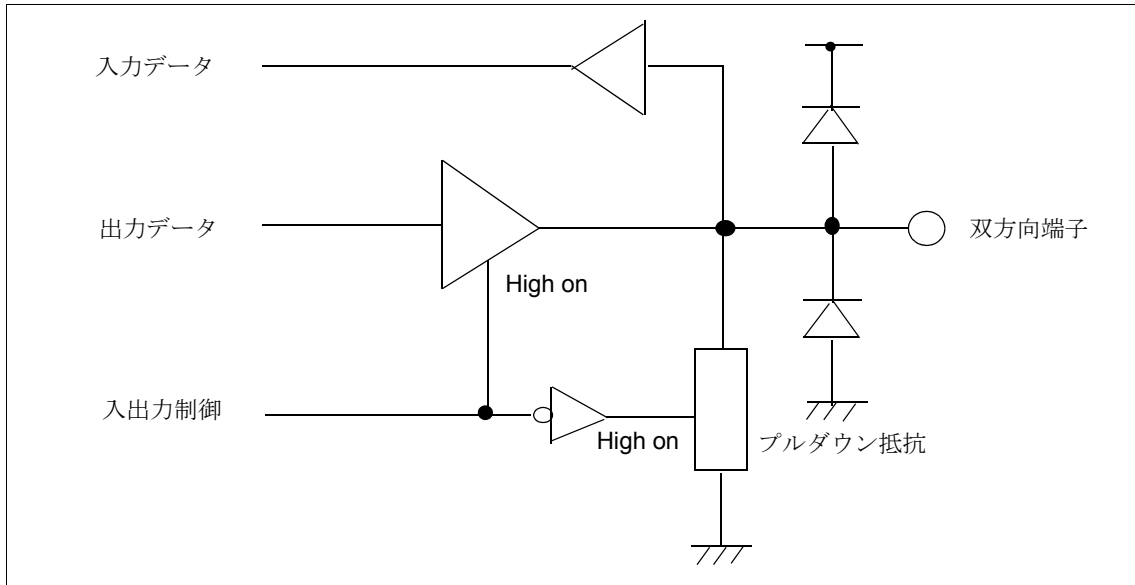 入力データ
出力データ
双方向端子
High on
入出力制御
High on
プルダウン抵抗